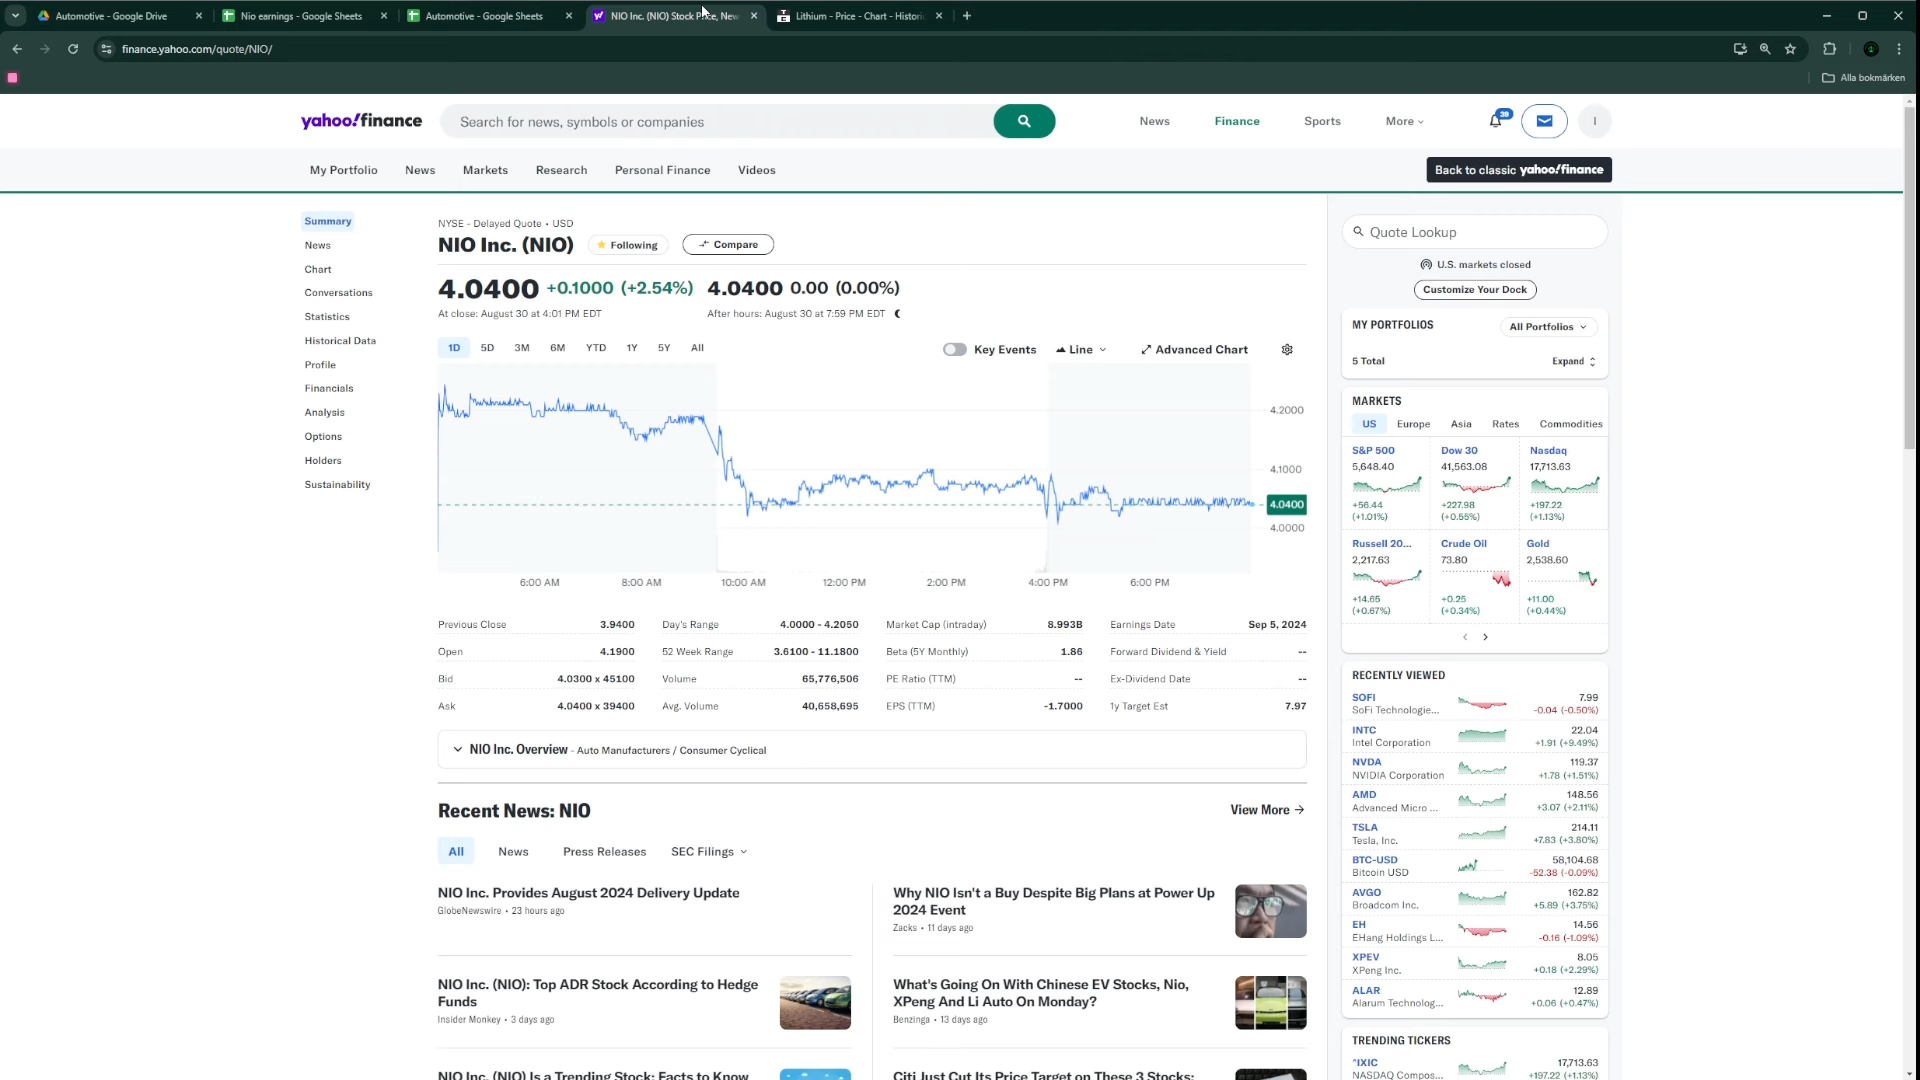 Automotive - Google Drive
Nio earnings - Google Sheets
Automotive - Google Sheets
NIO Inc. (NIO) Stock Price, New
Lithium - Price - Chart - Histori
finance.yahoo.com/quote/NIO/
Alla bokmärken
yahoo!finance
Search for news, symbols or companies
News
Finance
Sports
More
39
I
My Portfolio
News
Markets
Research
Personal Finance
Videos
Back to classic yahoo!finance
Summary
News
Chart
Conversations
Statistics
Historical Data
Profile
Financials
Analysis
Options
Holders
Sustainability
NYSE - Delayed Quote • USD
NIO Inc. (NIO)
Following
Compare
4.0400 +0.1000 (+2.54%)
At close: August 30 at 4:01 PM EDT
4.0400 0.00 (0.00%)
After hours: August 30 at 7:59 PM EDT
1D 5D 3M 6M YTD 1Y 5Y All
Key Events
Line
Advanced Chart
4.2000
4.1000
4.0400
4.0000
6:00 AM 8:00 AM 10:00 AM 12:00 PM 2:00 PM 4:00 PM 6:00 PM
Previous Close 3.9400
Open 4.1900
Bid 4.0300 x 45100
Ask 4.0400 x 39400
Day's Range 4.0000 - 4.2050
52 Week Range 3.6100 - 11.1800
Volume 65,776,506
Avg. Volume 40,658,695
Market Cap (intraday) 8.993B
Beta (5Y Monthly) 1.86
PE Ratio (TTM) --
EPS (TTM) -1.7000
Earnings Date Sep 5, 2024
Forward Dividend & Yield --
Ex-Dividend Date --
1y Target Est 7.97
NIO Inc. Overview - Auto Manufacturers / Consumer Cyclical
Recent News: NIO
View More
All
News
Press Releases
SEC Filings
NIO Inc. Provides August 2024 Delivery Update
GlobeNewswire • 23 hours ago
NIO Inc. (NIO): Top ADR Stock According to Hedge
Funds
Insider Monkey • 3 days ago
NIO Inc. (NIO) Is a Trending Stock: Facts to Know
Why NIO Isn't a Buy Despite Big Plans at Power Up
2024 Event
Zacks • 11 days ago
What's Going On With Chinese EV Stocks, Nio,
XPeng And Li Auto On Monday?
Benzinga • 13 days ago
Citi Just Cut Its Price Target on These 3 Stocks:
Quote Lookup
U.S. markets closed
Customize Your Dock
MY PORTFOLIOS
All Portfolios
5 Total
Expand
MARKETS
US Europe Asia Rates Commodities
S&P 500
5,648.40
+56.44
(+1.01%)
Dow 30
41,563.08
+227.98
(+0.55%)
Nasdaq
17,713.63
+197.22
(+1.13%)
Russell 20...
2,217.63
+14.65
(+0.67%)
Crude Oil
73.80
+0.25
(+0.34%)
Gold
2,538.60
+11.00
(+0.44%)
RECENTLY VIEWED
SOFI 7.99
SoFi Technologie... -0.04 (-0.50%)
INTC 22.04
Intel Corporation +1.91 (+9.49%)
NVDA 119.37
NVIDIA Corporation +1.78 (+1.51%)
AMD 148.56
Advanced Micro ... +3.07 (+2.11%)
TSLA 214.11
Tesla, Inc. +7.83 (+3.80%)
BTC-USD 58,104.68
Bitcoin USD -52.38 (-0.09%)
AVGO 162.82
Broadcom Inc. +5.89 (+3.75%)
EH 14.56
EHang Holdings L... -0.16 (-1.09%)
XPEV 8.05
XPeng Inc. +0.18 (+2.29%)
ALAR 12.89
Alarum Technolog... +0.06 (+0.47%)
TRENDING TICKERS
^IXIC 17,713.63
NASDAQ Compos... +197.22 (+1.13%)